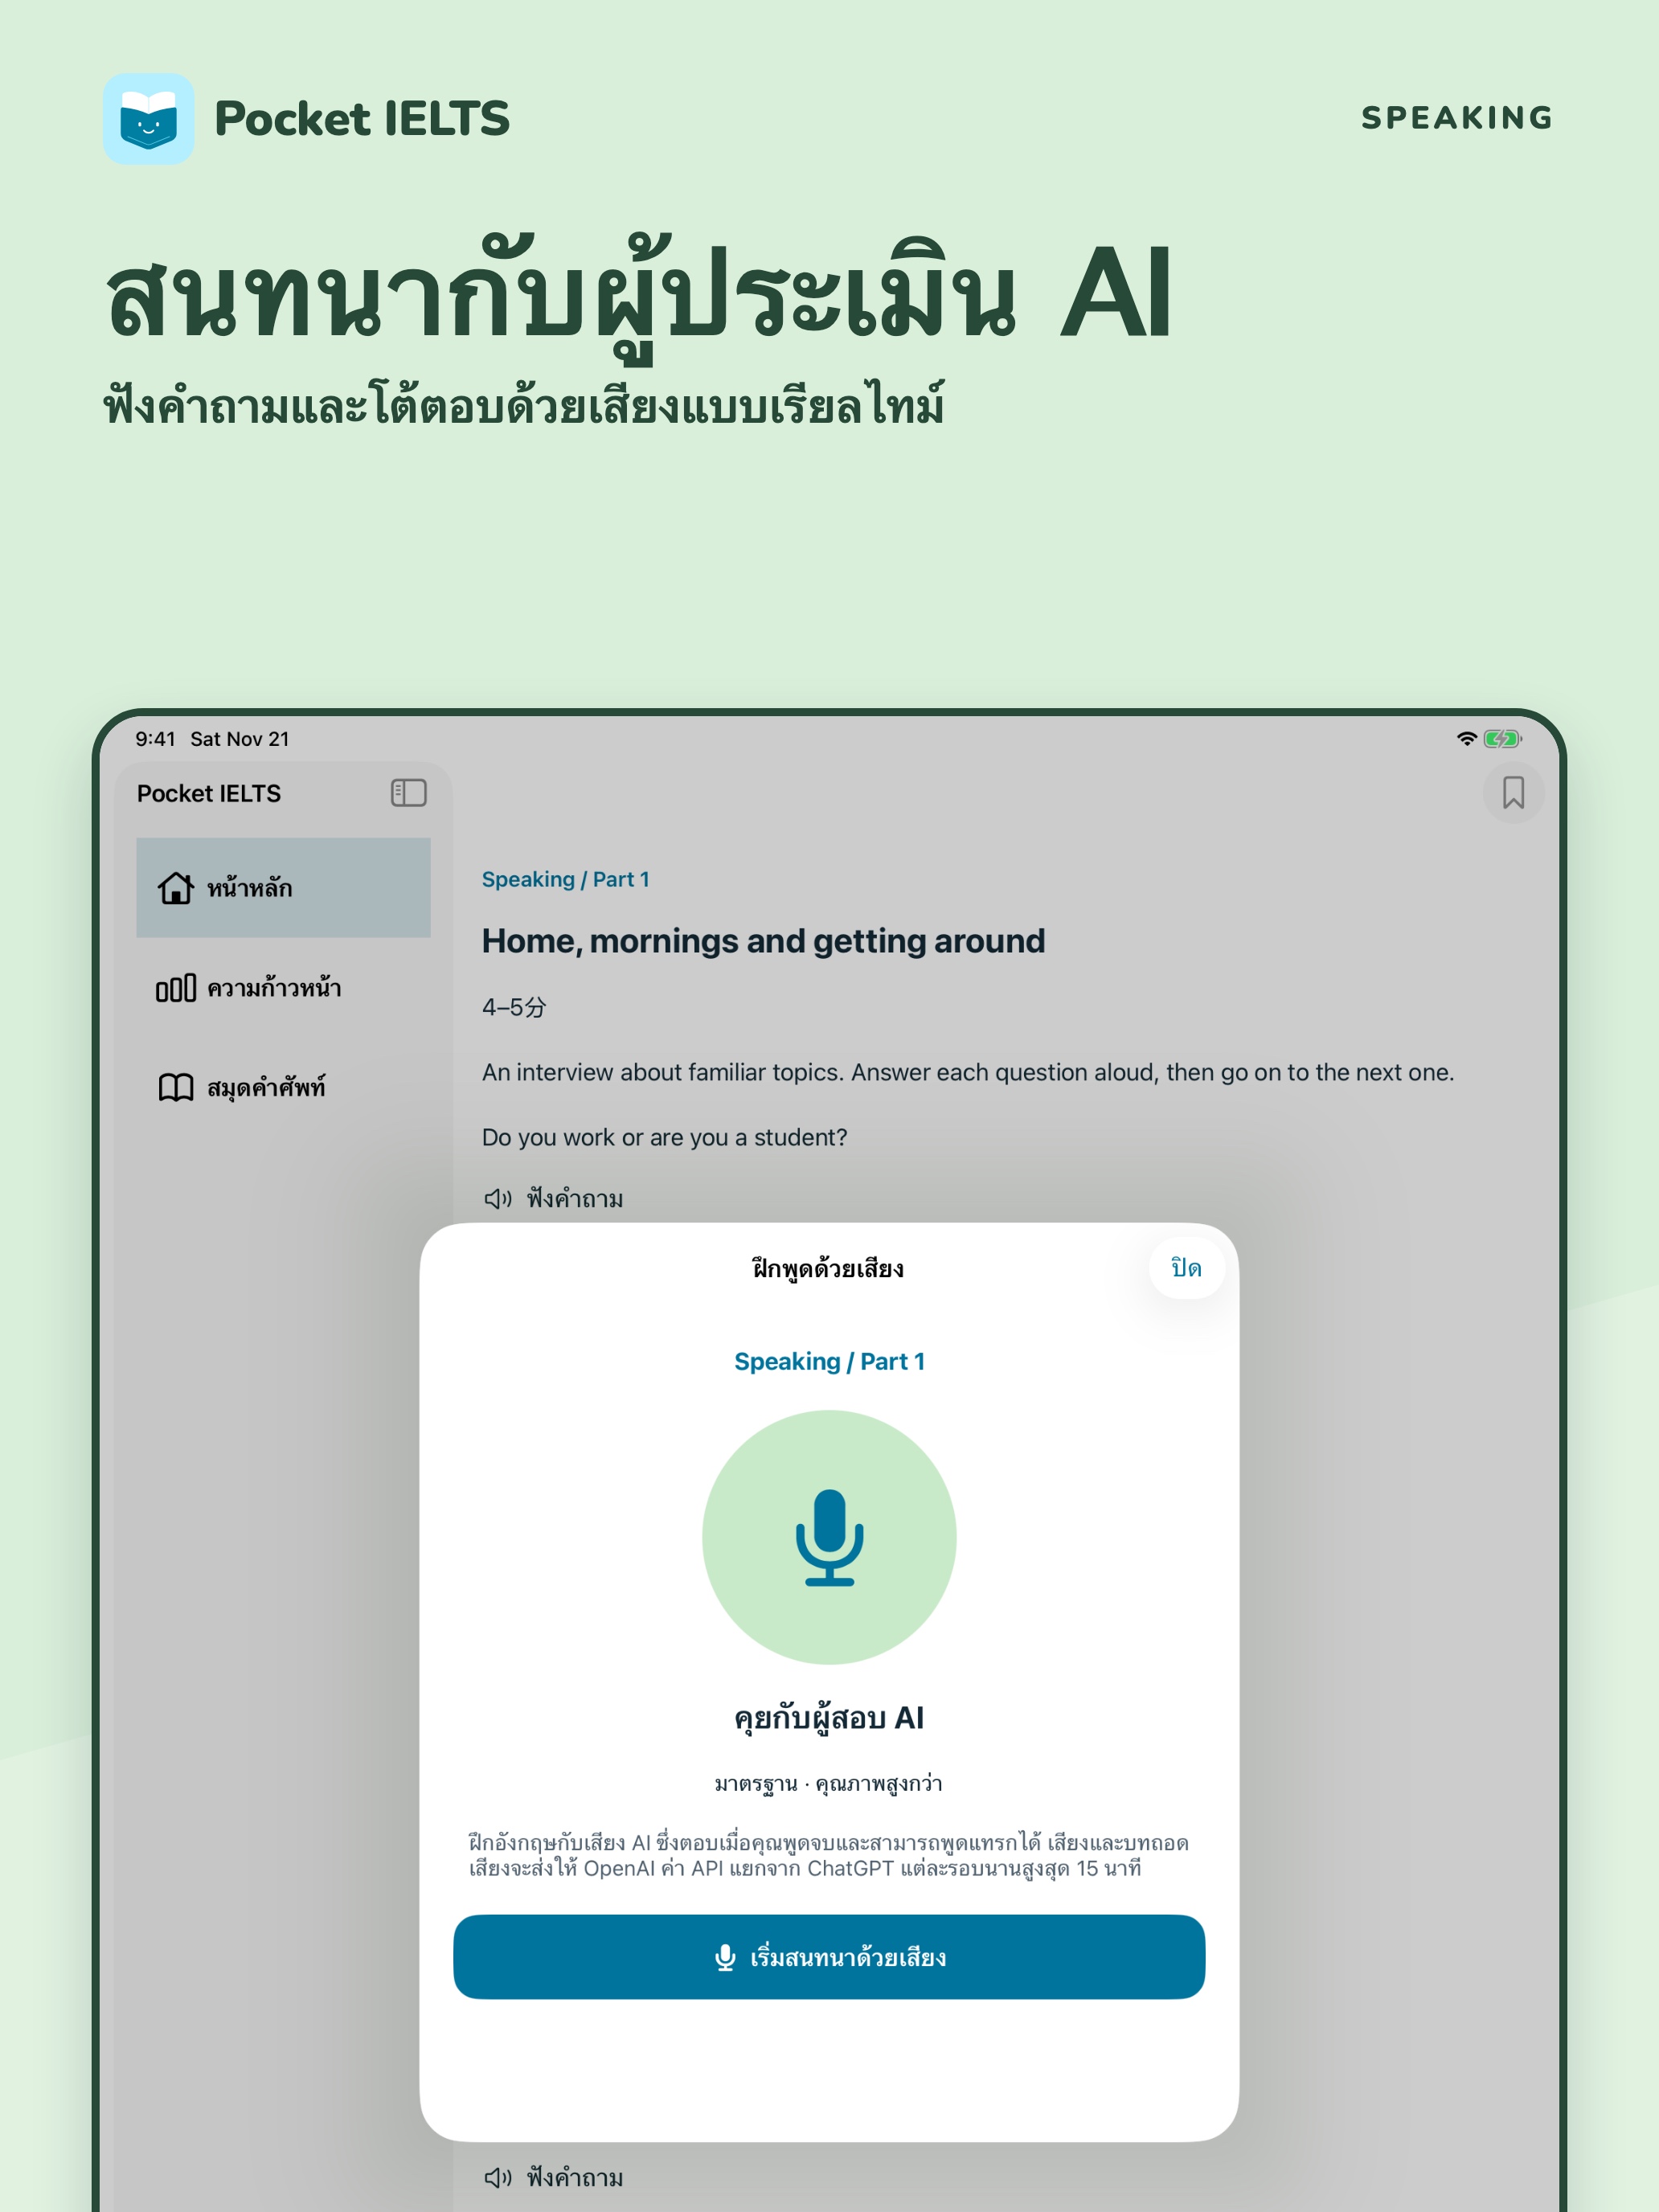 Pocket IELTS
SPEAKING
สนทนากับผู้ประเมิน AI
ฟังคำถามและโต้ตอบด้วยเสียงแบบเรียลไทม์
9:41 Sat Nov 21
Pocket IELTS
หน้าหลัก
ความก้าวหน้า
สมุดคำศัพท์
Speaking / Part 1
Home, mornings and getting around
4–5分
An interview about familiar topics. Answer each question aloud, then go on to the next one.
Do you work or are you a student?
ฟังคำถาม
ฝึกพูดด้วยเสียง
ปิด
Speaking / Part 1
คุยกับผู้สอบ AI
มาตรฐาน · คุณภาพสูงกว่า
ฝึกอังกฤษกับเสียง AI ซึ่งตอบเมื่อคุณพูดจบและสามารถพูดแทรกได้ เสียงและบทถอด
เสียงจะส่งให้ OpenAI ค่า API แยกจาก ChatGPT แต่ละรอบนานสูงสุด 15 นาที
เริ่มสนทนาด้วยเสียง
ฟังคำถาม